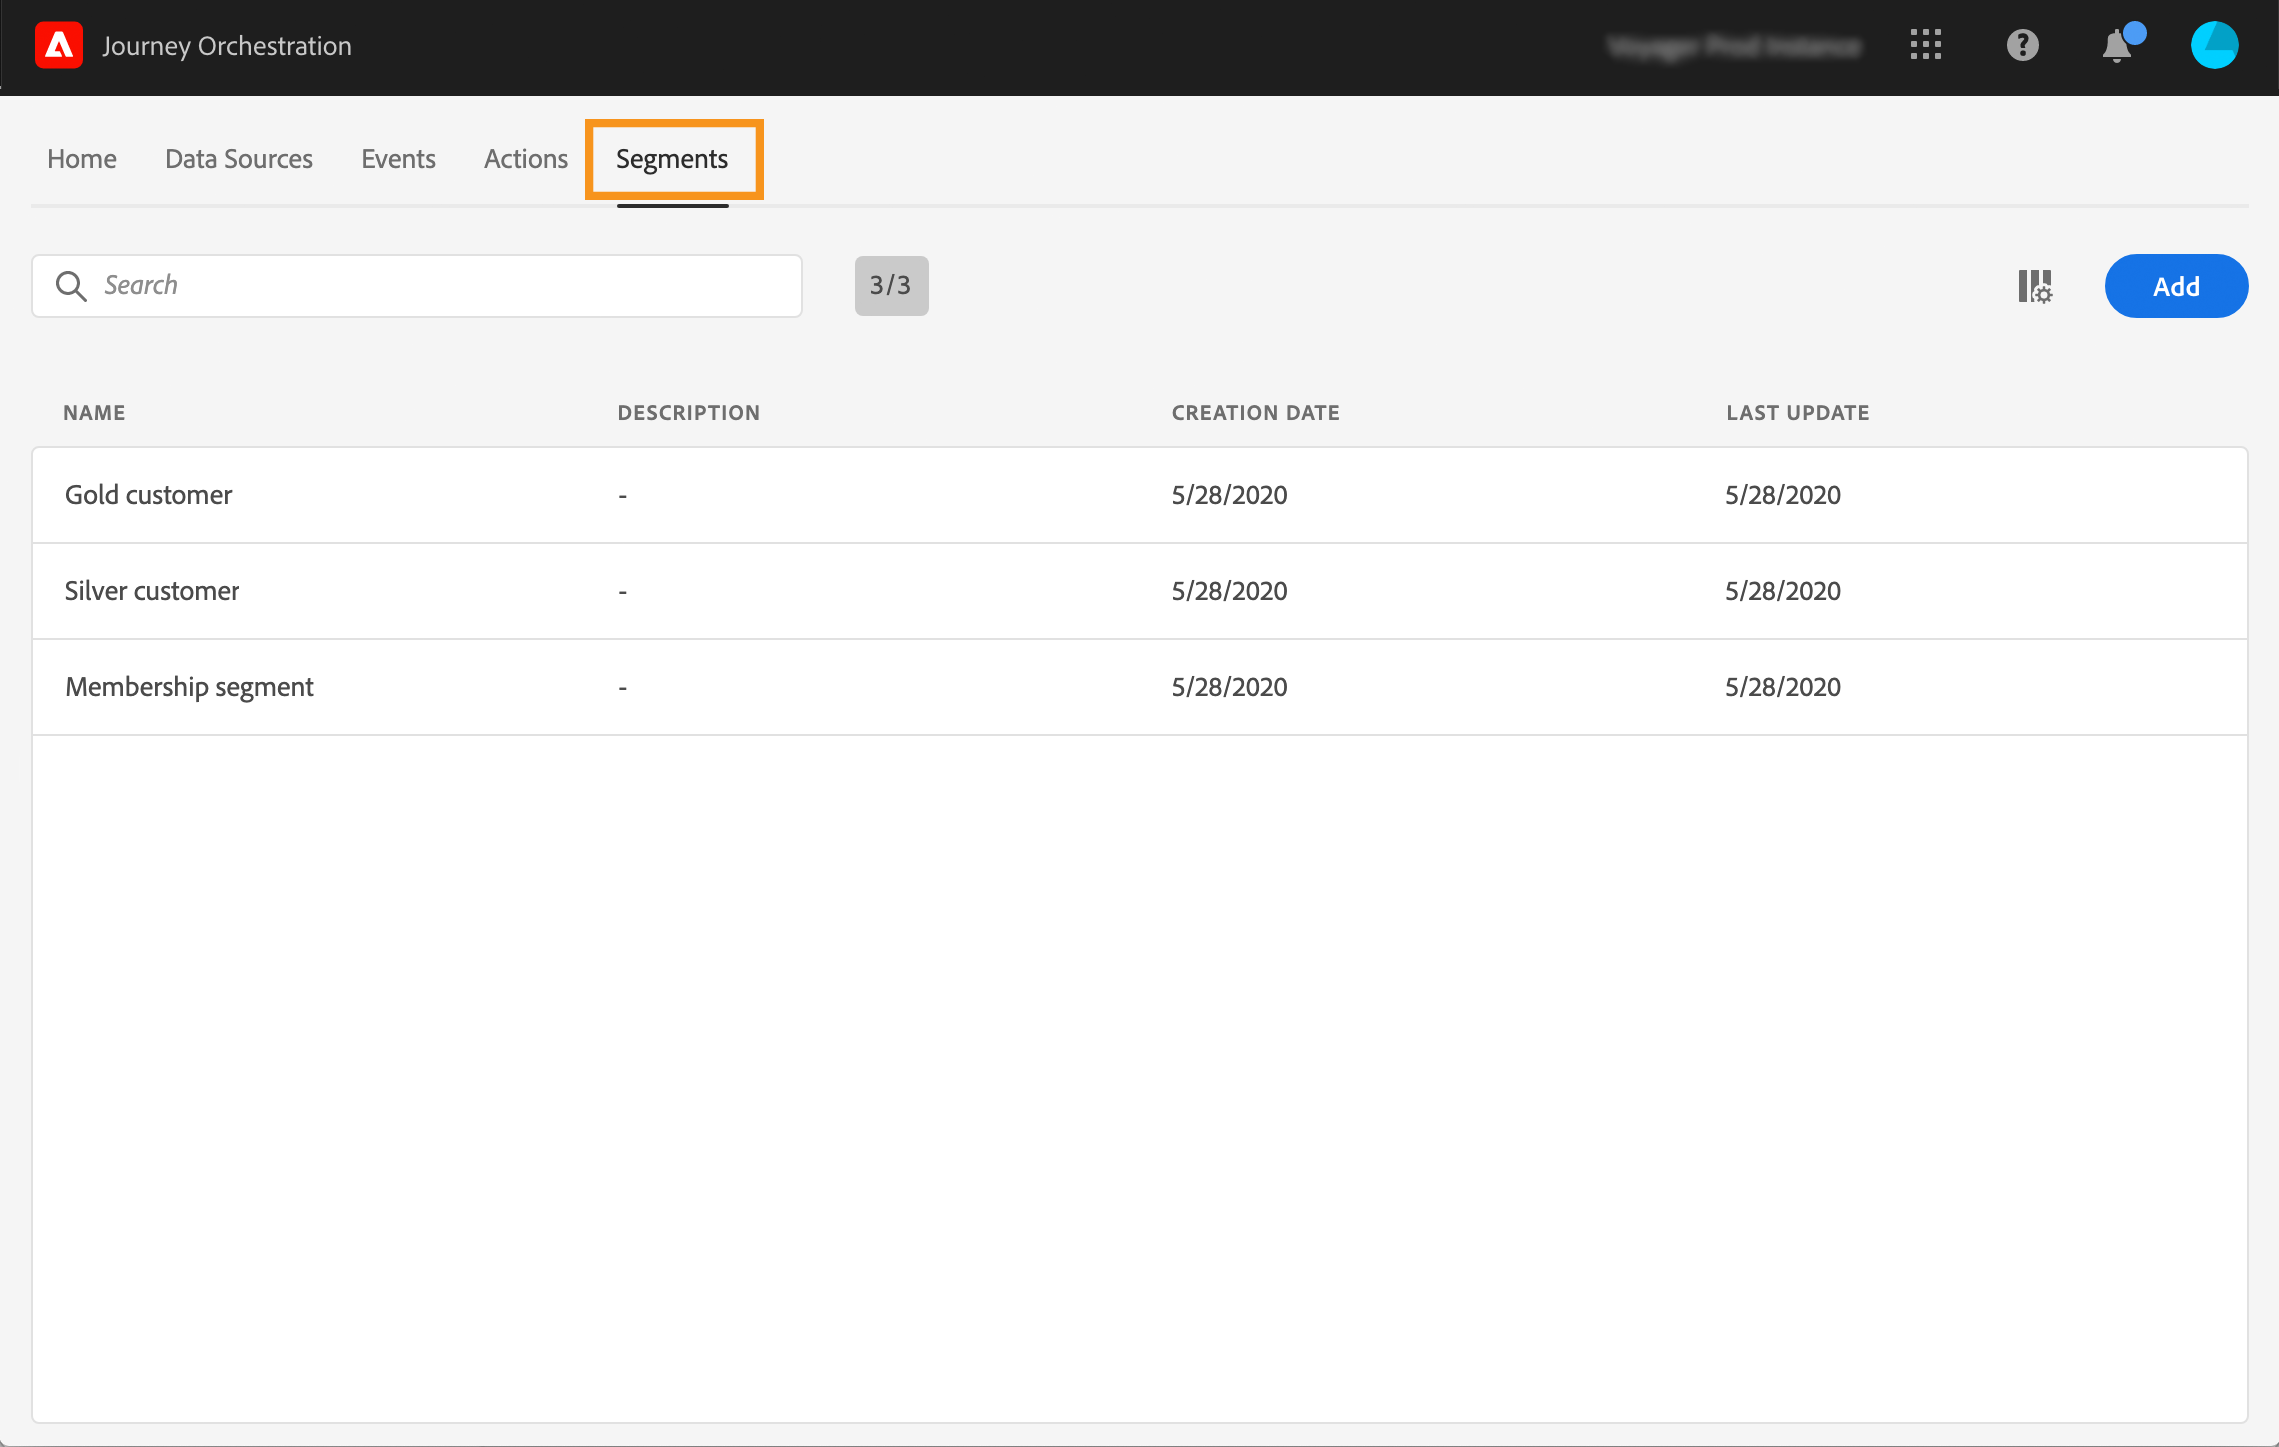 Journey Orchestration
Home Data Sources Events Actions Segments
Search 3/3 Add
NAME DESCRIPTION CREATION DATE LAST UPDATE
Gold customer - 5/28/2020 5/28/2020
Silver customer - 5/28/2020 5/28/2020
Membership segment - 5/28/2020 5/28/2020